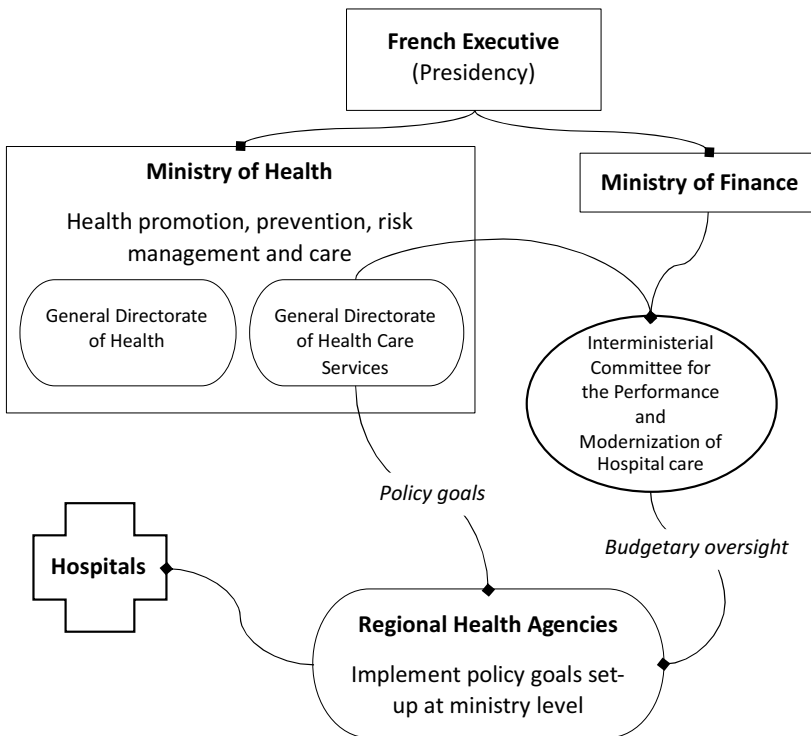 French Executive
(Presidency)
Ministry of Health
Health promotion, prevention, risk
management and care
General Directorate
of Health
General Directorate
of Health Care
Services
Ministry of Finance
Interministerial
Committee for
the Performance
and
Modernization of
Hospital care
Policy goals
Budgetary oversight
Hospitals
Regional Health Agencies
Implement policy goals set-
up at ministry level